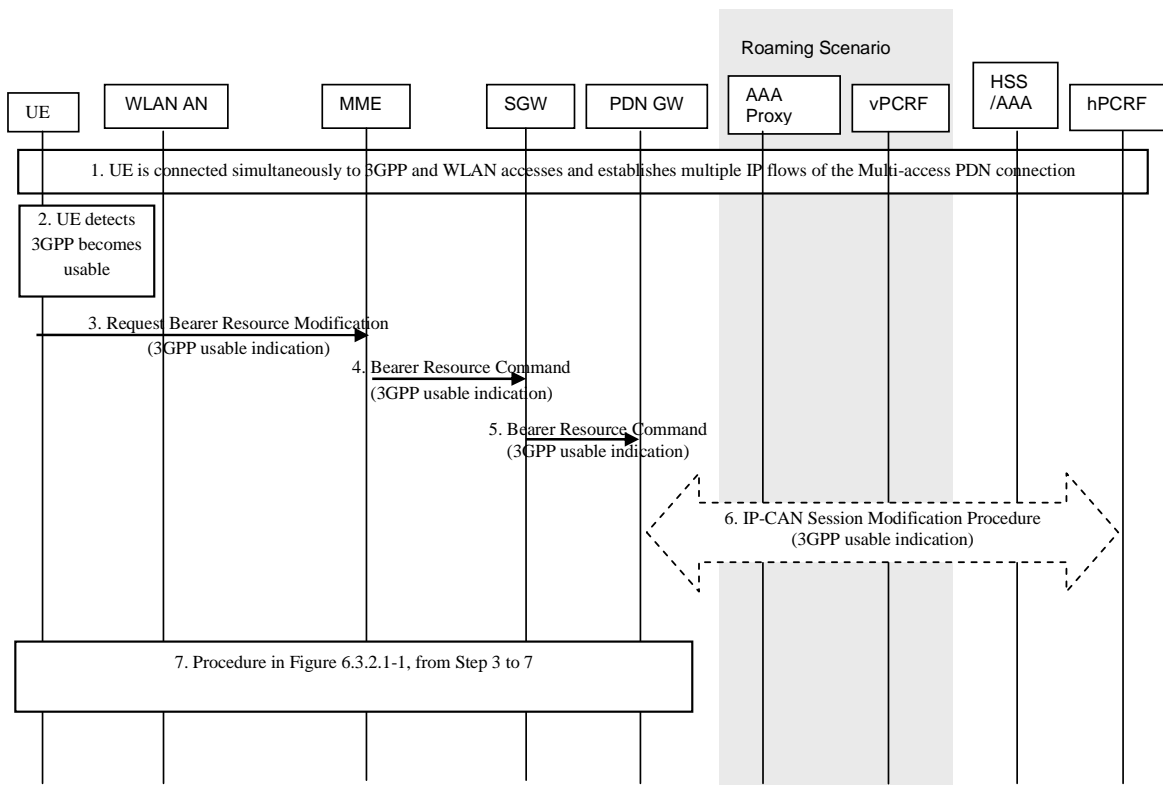 Roaming Scenario
UE
WLAN AN
MME
SGW
PDN GW
AAA
Proxy
vPCRF
HSS
/AAA
hPCRF
1. UE is connected simultaneously to 3GPP and WLAN accesses and establishes multiple IP flows of the Multi-access PDN connection
2. UE detects
3GPP becomes
usable
3. Request Bearer Resource Modification
(3GPP usable indication)
4. Bearer Resource Command
(3GPP usable indication)
5. Bearer Resource Command
(3GPP usable indication)
6. IP-CAN Session Modification Procedure
(3GPP usable indication)
7. Procedure in Figure 6.3.2.1-1, from Step 3 to 7